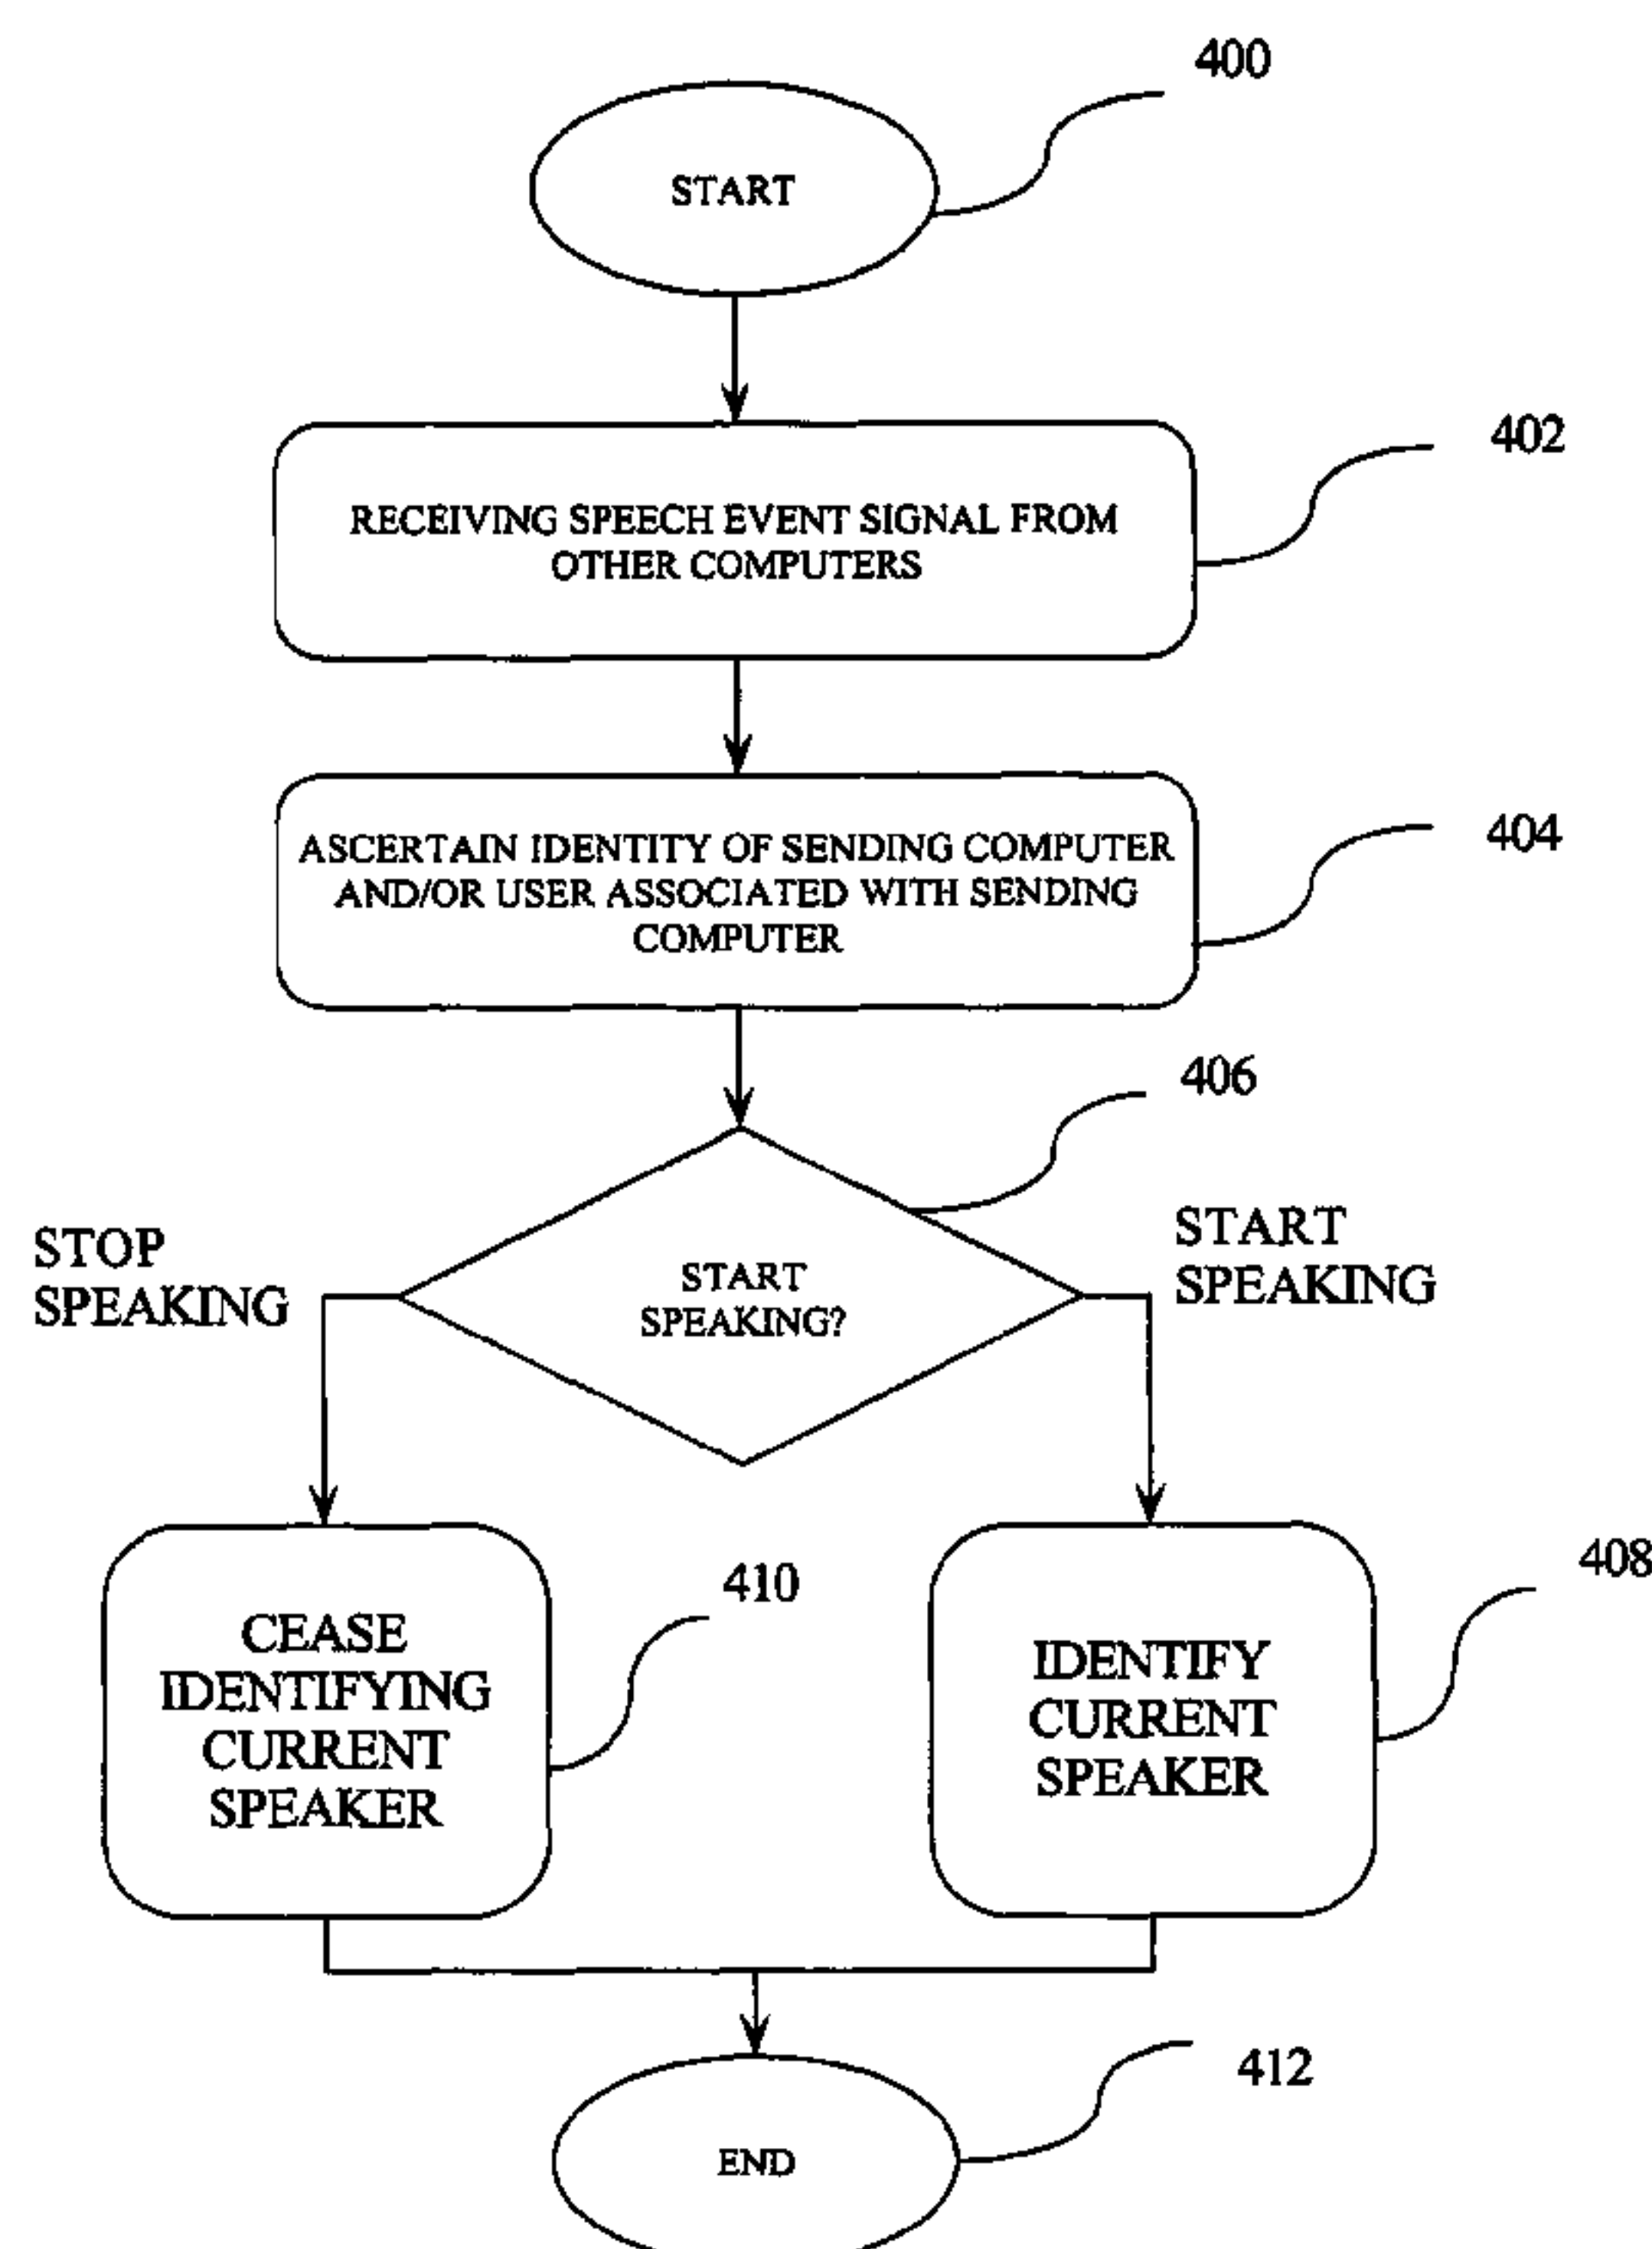 400
START
402
RECEIVING SPEECH EVENT SIGNAL FROM
OTHER COMPUTERS
404
ASCERTAIN IDENTITY OF SENDING COMPUTER
AND/OR USER ASSOCIATED WITH SENDING
COMPUTER
406
STOP
SPEAKING
START
SPEAKING?
START
SPEAKING
410
CEASE
IDENTIFYING
CURRENT
SPEAKER
408
IDENTIFY
CURRENT
SPEAKER
412
END